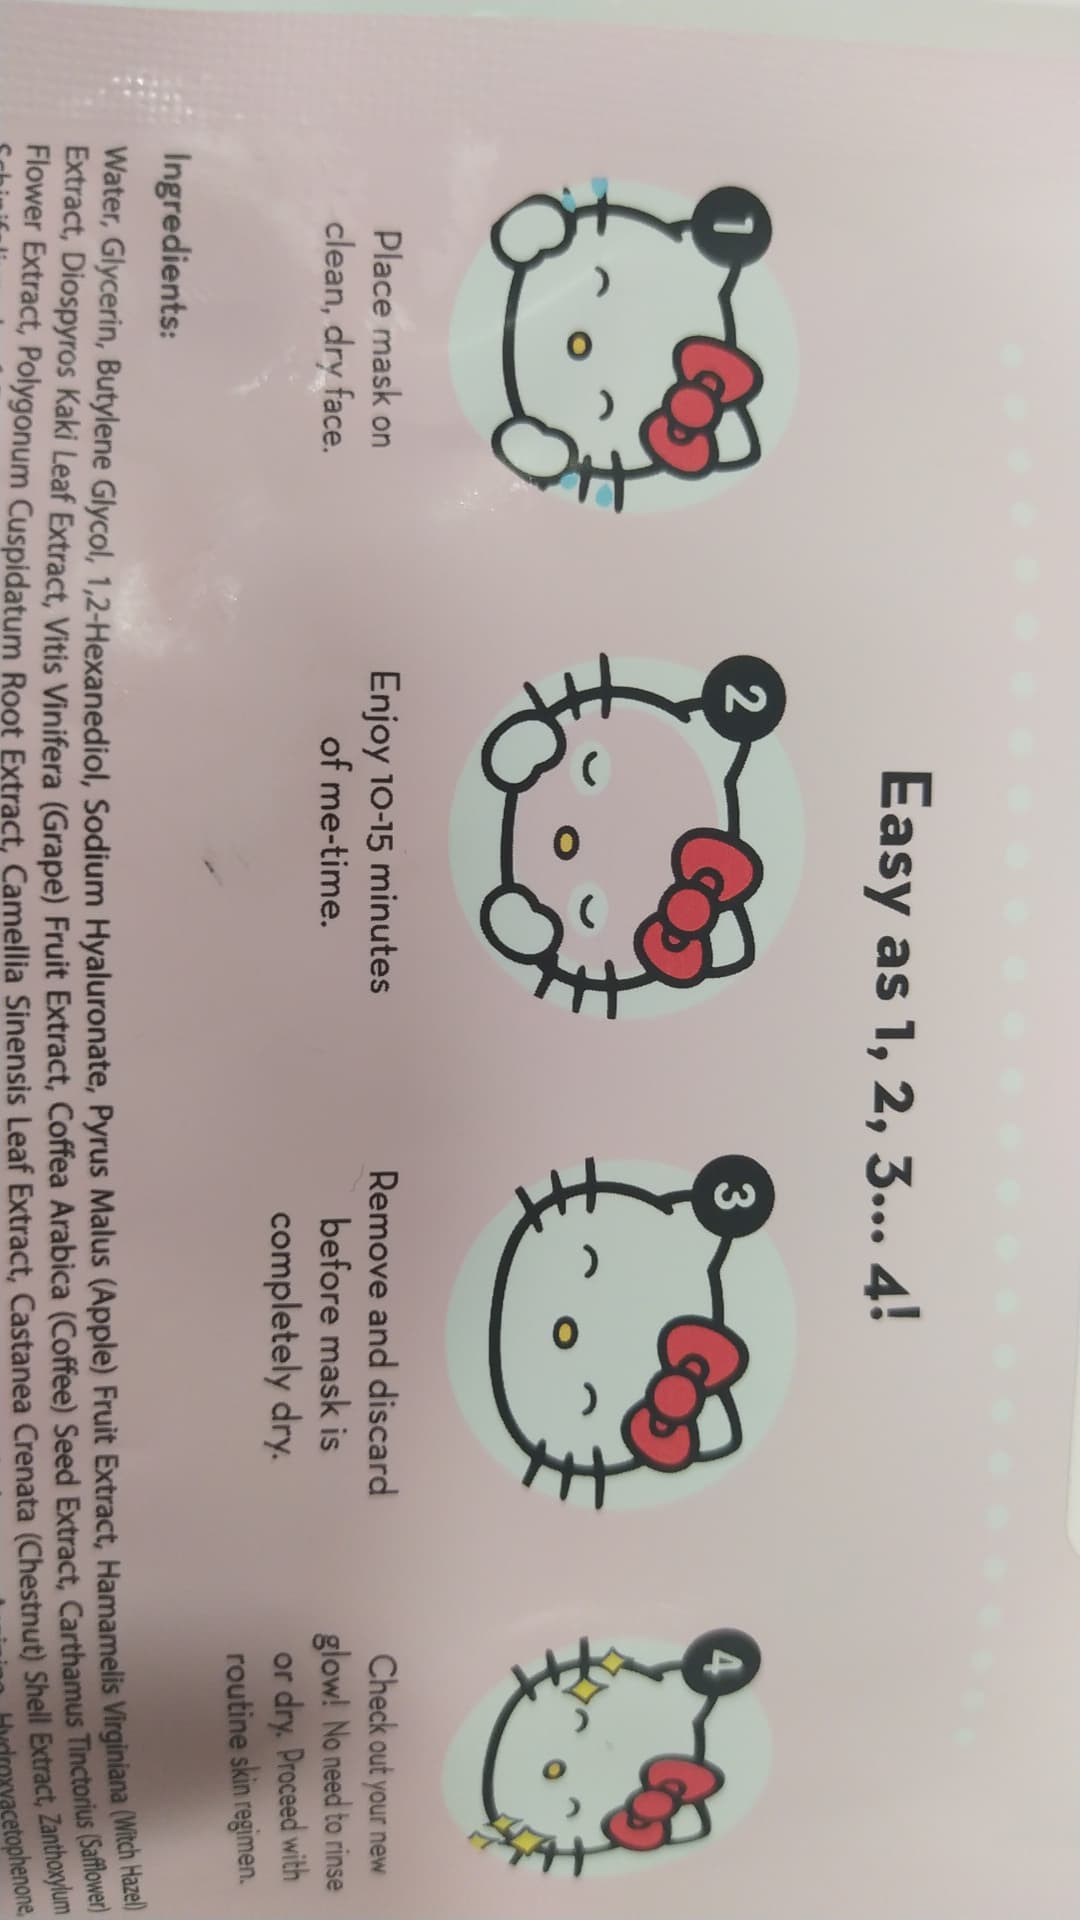 Easy as 1, 2, 3... 4!
1
Place mask on
clean, dry face.
2
Enjoy 10-15 minutes
of me-time.
3
Remove and discard
before mask is
completely dry.
4
Check out your new
glow! No need to rinse
or dry. Proceed with
routine skin regimen.
Ingredients:
Water, Glycerin, Butylene Glycol, 1,2-Hexanediol, Sodium Hyaluronate, Pyrus Malus (Apple) Fruit Extract, Hamamelis Virginiana (Witch Hazel)
Extract, Diospyros Kaki Leaf Extract, Vitis Vinifera (Grape) Fruit Extract, Coffea Arabica (Coffee) Seed Extract, Carthamus Tinctorius (Safflower)
Flower Extract, Polygonum Cuspidatum Root Extract, Camellia Sinensis Leaf Extract, Castanea Crenata (Chestnut) Shell Extract, Zanthoxylum
Hydroxyacetophenone,